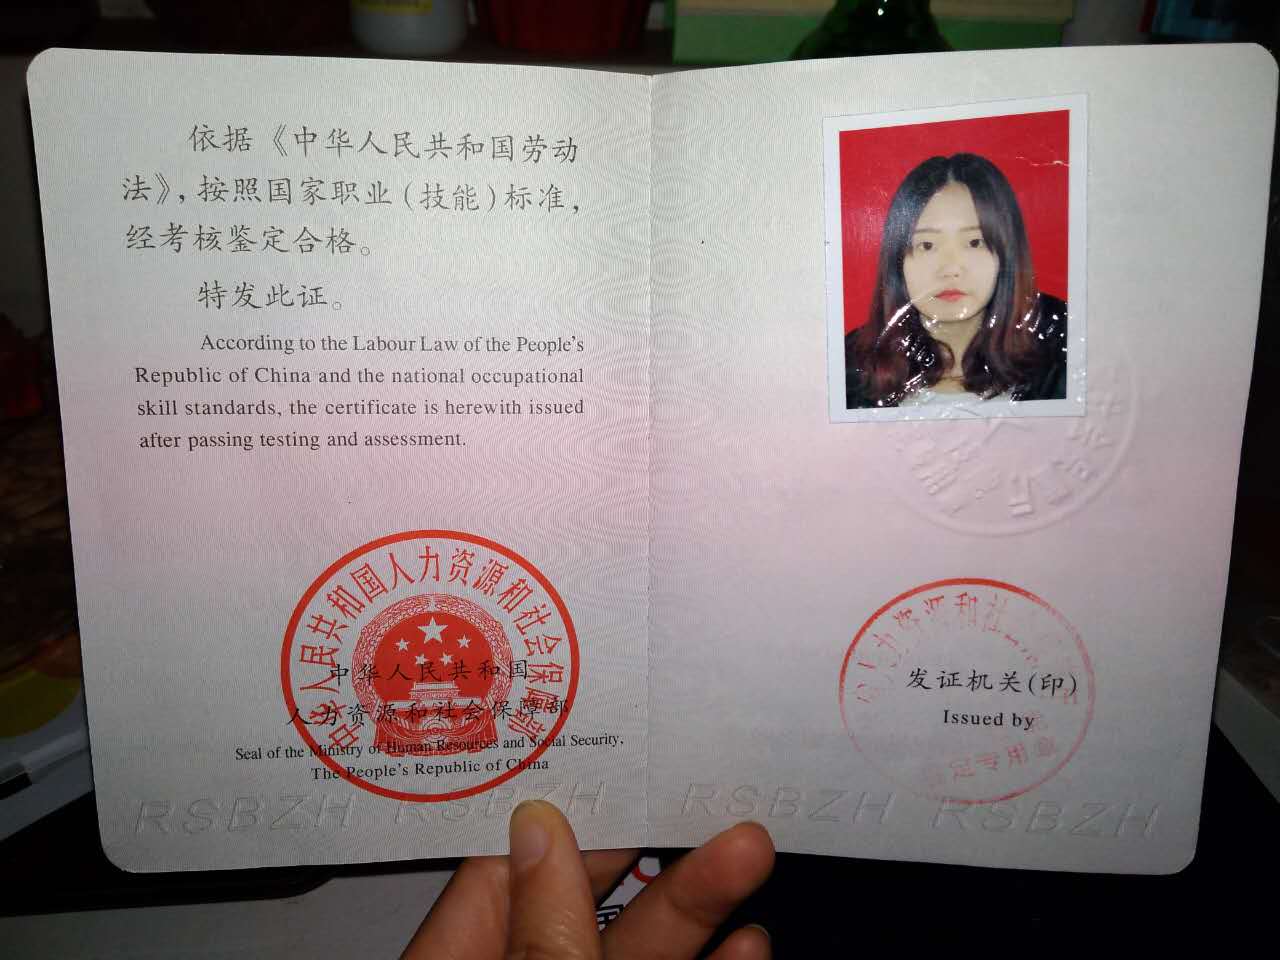 依据《中华人民共和国劳动
法》,按照国家职业(技能)标准,
经考核鉴定合格。
特发此证。
According to the Labour Law of the People's
Republic of China and the national occupational
skill standards, the certificate is herewith issued
after passing testing and assessment.
中华人民共和国人力资源和社会保障部
中华人民共和国
人力资源和社会保障部
Seal of the Ministry of Human Resources and Social Security,
The People's Republic of China
RSBZH RSBZH
人力资源和社
发证机关(印)
Issued by
定专用章
RSBZH RSBZH